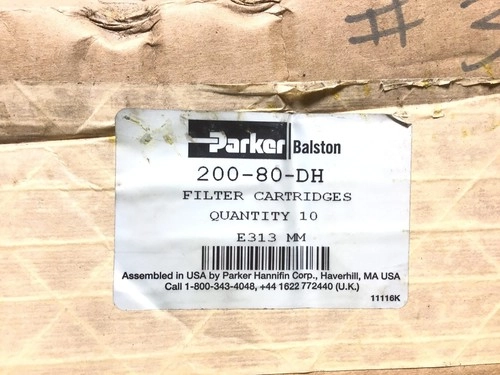 #
Parker Balston
200-80-DH
FILTER CARTRIDGES
QUANTITY 10
E313 MM
Assembled in USA by Parker Hannifin Corp., Haverhill, MA USA
Call 1-800-343-4048, +44 1622 772440 (U.K.)
11116K